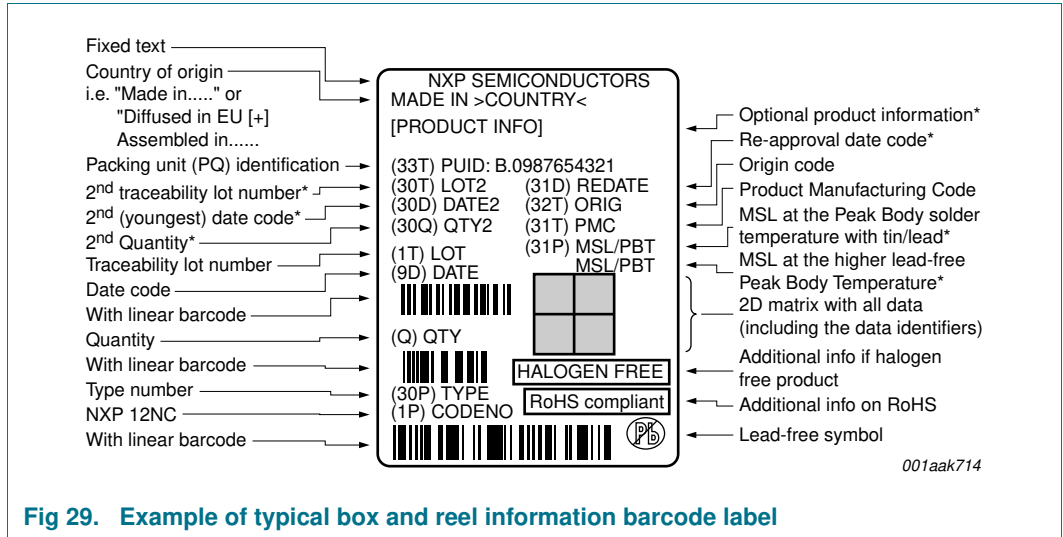 Fixed text
Country of origin
i.e. "Made in....." or
"Diffused in EU [+]
Assembled in......
Packing unit (PQ) identification
2nd traceability lot number*
2nd (youngest) date code*
2nd Quantity*
Traceability lot number
Date code
With linear barcode
Quantity
With linear barcode
Type number
NXP 12NC
With linear barcode
NXP SEMICONDUCTORS
MADE IN >COUNTRY<
[PRODUCT INFO]
(33T) PUID: B.0987654321
(30T) LOT2 (31D) REDATE
(30D) DATE2 (32T) ORIG
(30Q) QTY2 (31T) PMC
(31P) MSL/PBT
(1T) LOT MSL/PBT
(9D) DATE
(Q) QTY
HALOGEN FREE
(30P) TYPE
RoHS compliant
(1P) CODENO
Pb
Optional product information*
Re-approval date code*
Origin code
Product Manufacturing Code
MSL at the Peak Body solder
temperature with tin/lead*
MSL at the higher lead-free
Peak Body Temperature*
2D matrix with all data
(including the data identifiers)
Additional info if halogen
free product
Additional info on RoHS
Lead-free symbol
001aak714
Fig 29. Example of typical box and reel information barcode label